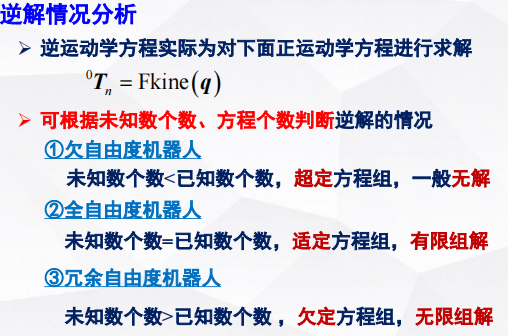 逆解情况分析
➢ 逆运动学方程实际为对下面正运动学方程进行求解
⁰Tₙ = Fkine(q)
➢ 可根据未知数个数、方程个数判断逆解的情况
①欠自由度机器人
未知数个数<已知数个数，超定方程组，一般无解
②全自由度机器人
未知数个数=已知数个数，适定方程组，有限组解
③冗余自由度机器人
未知数个数>已知数个数 ，欠定方程组，无限组解